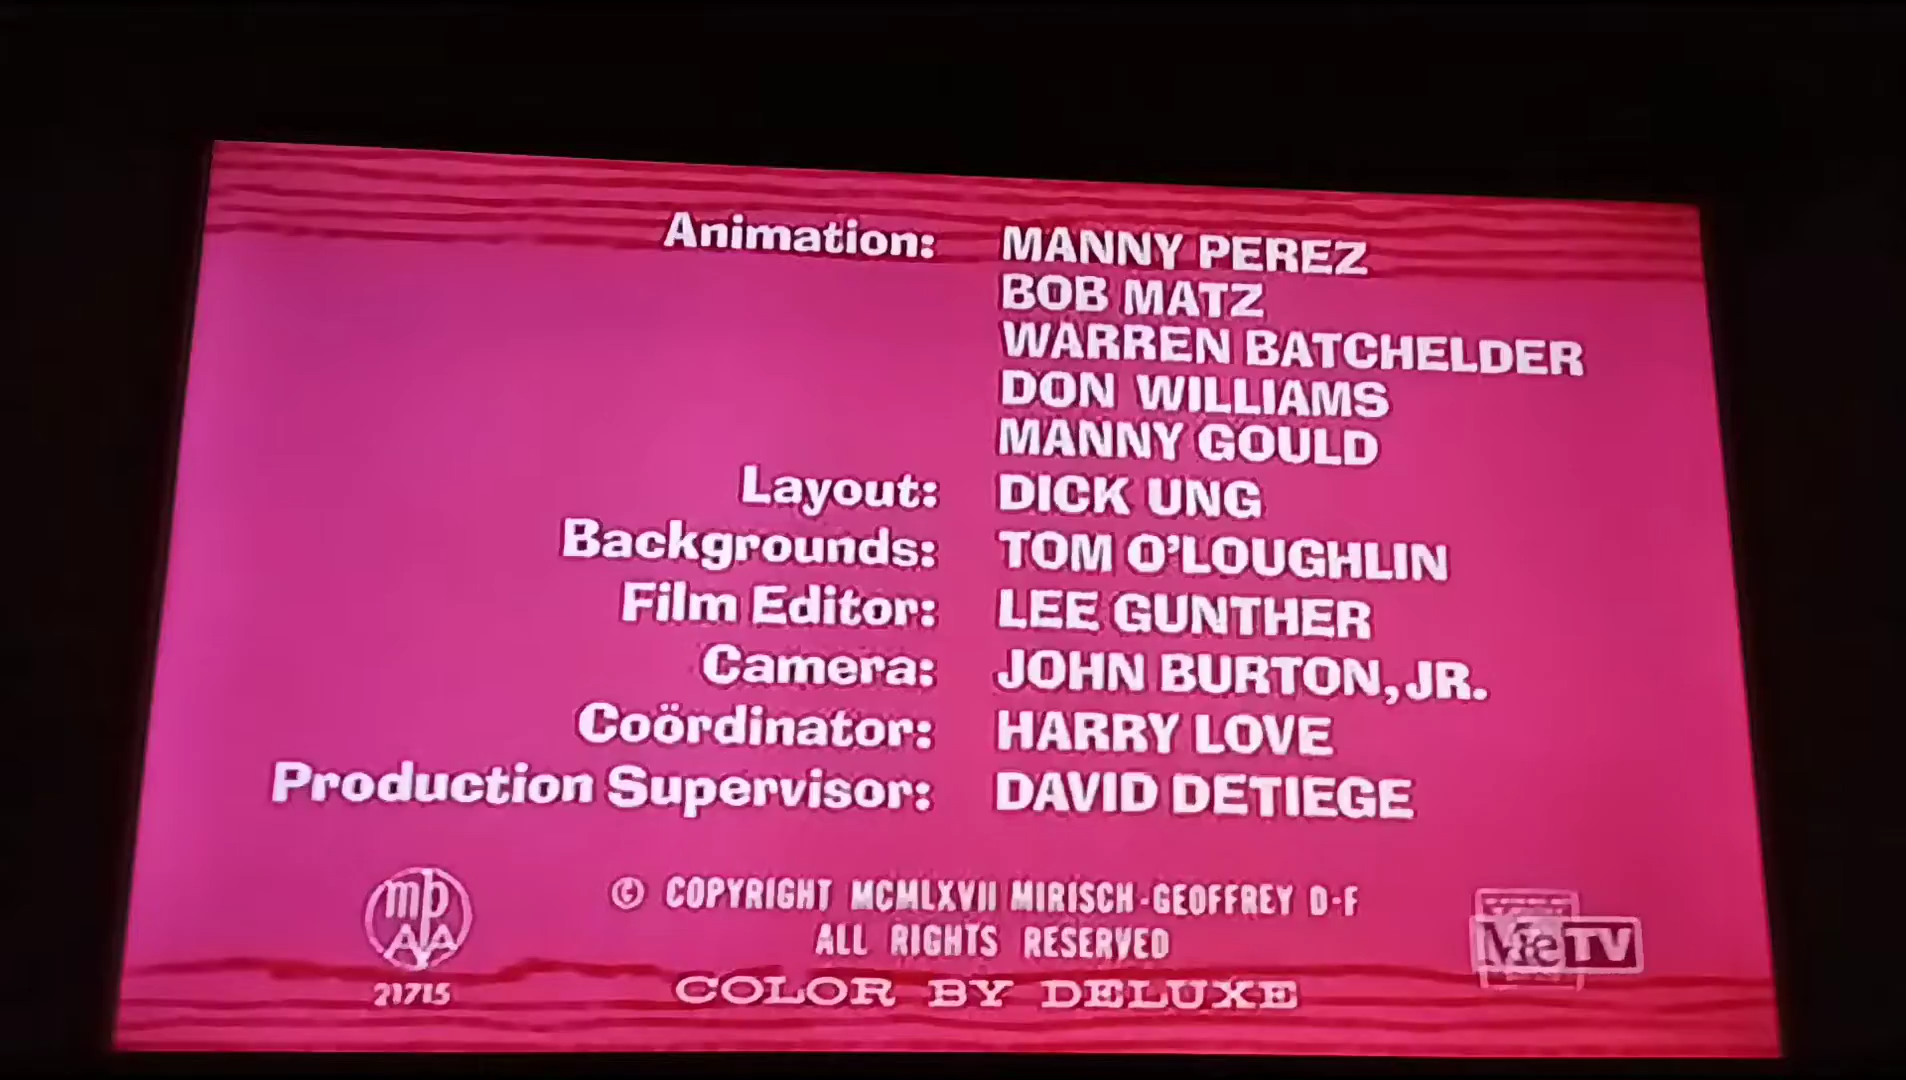 Animation: MANNY PEREZ
BOB MATZ
WARREN BATCHELDER
DON WILLIAMS
MANNY GOULD
Layout: DICK UNG
Backgrounds: TOM O'LOUGHLIN
Film Editor: LEE GUNTHER
Camera: JOHN BURTON, JR.
Coördinator: HARRY LOVE
Production Supervisor: DAVID DETIEGE
mpAA
21715
© COPYRIGHT MCMLXVII MIRISCH-GEOFFREY D-F
ALL RIGHTS RESERVED
COLOR BY DELUXE
MeTV